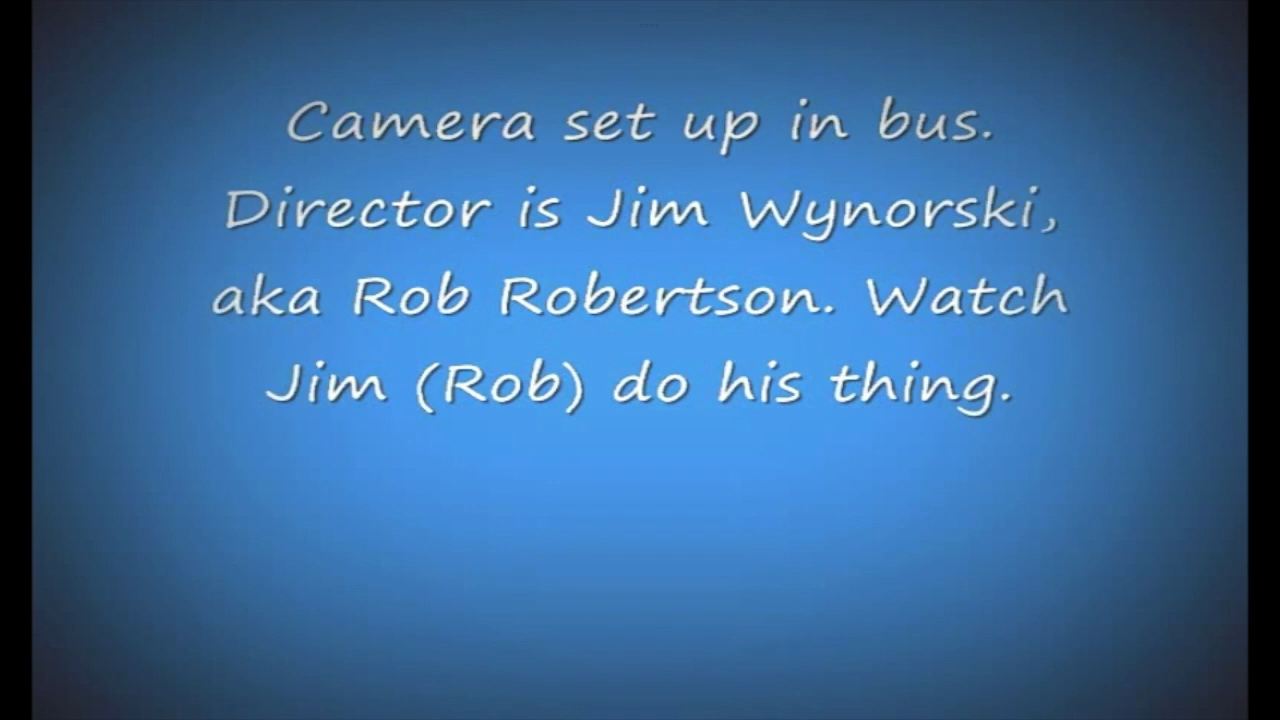 Camera set up in bus.
Director is Jim Wynorski,
aka Rob Robertson. Watch
Jim (Rob) do his thing.